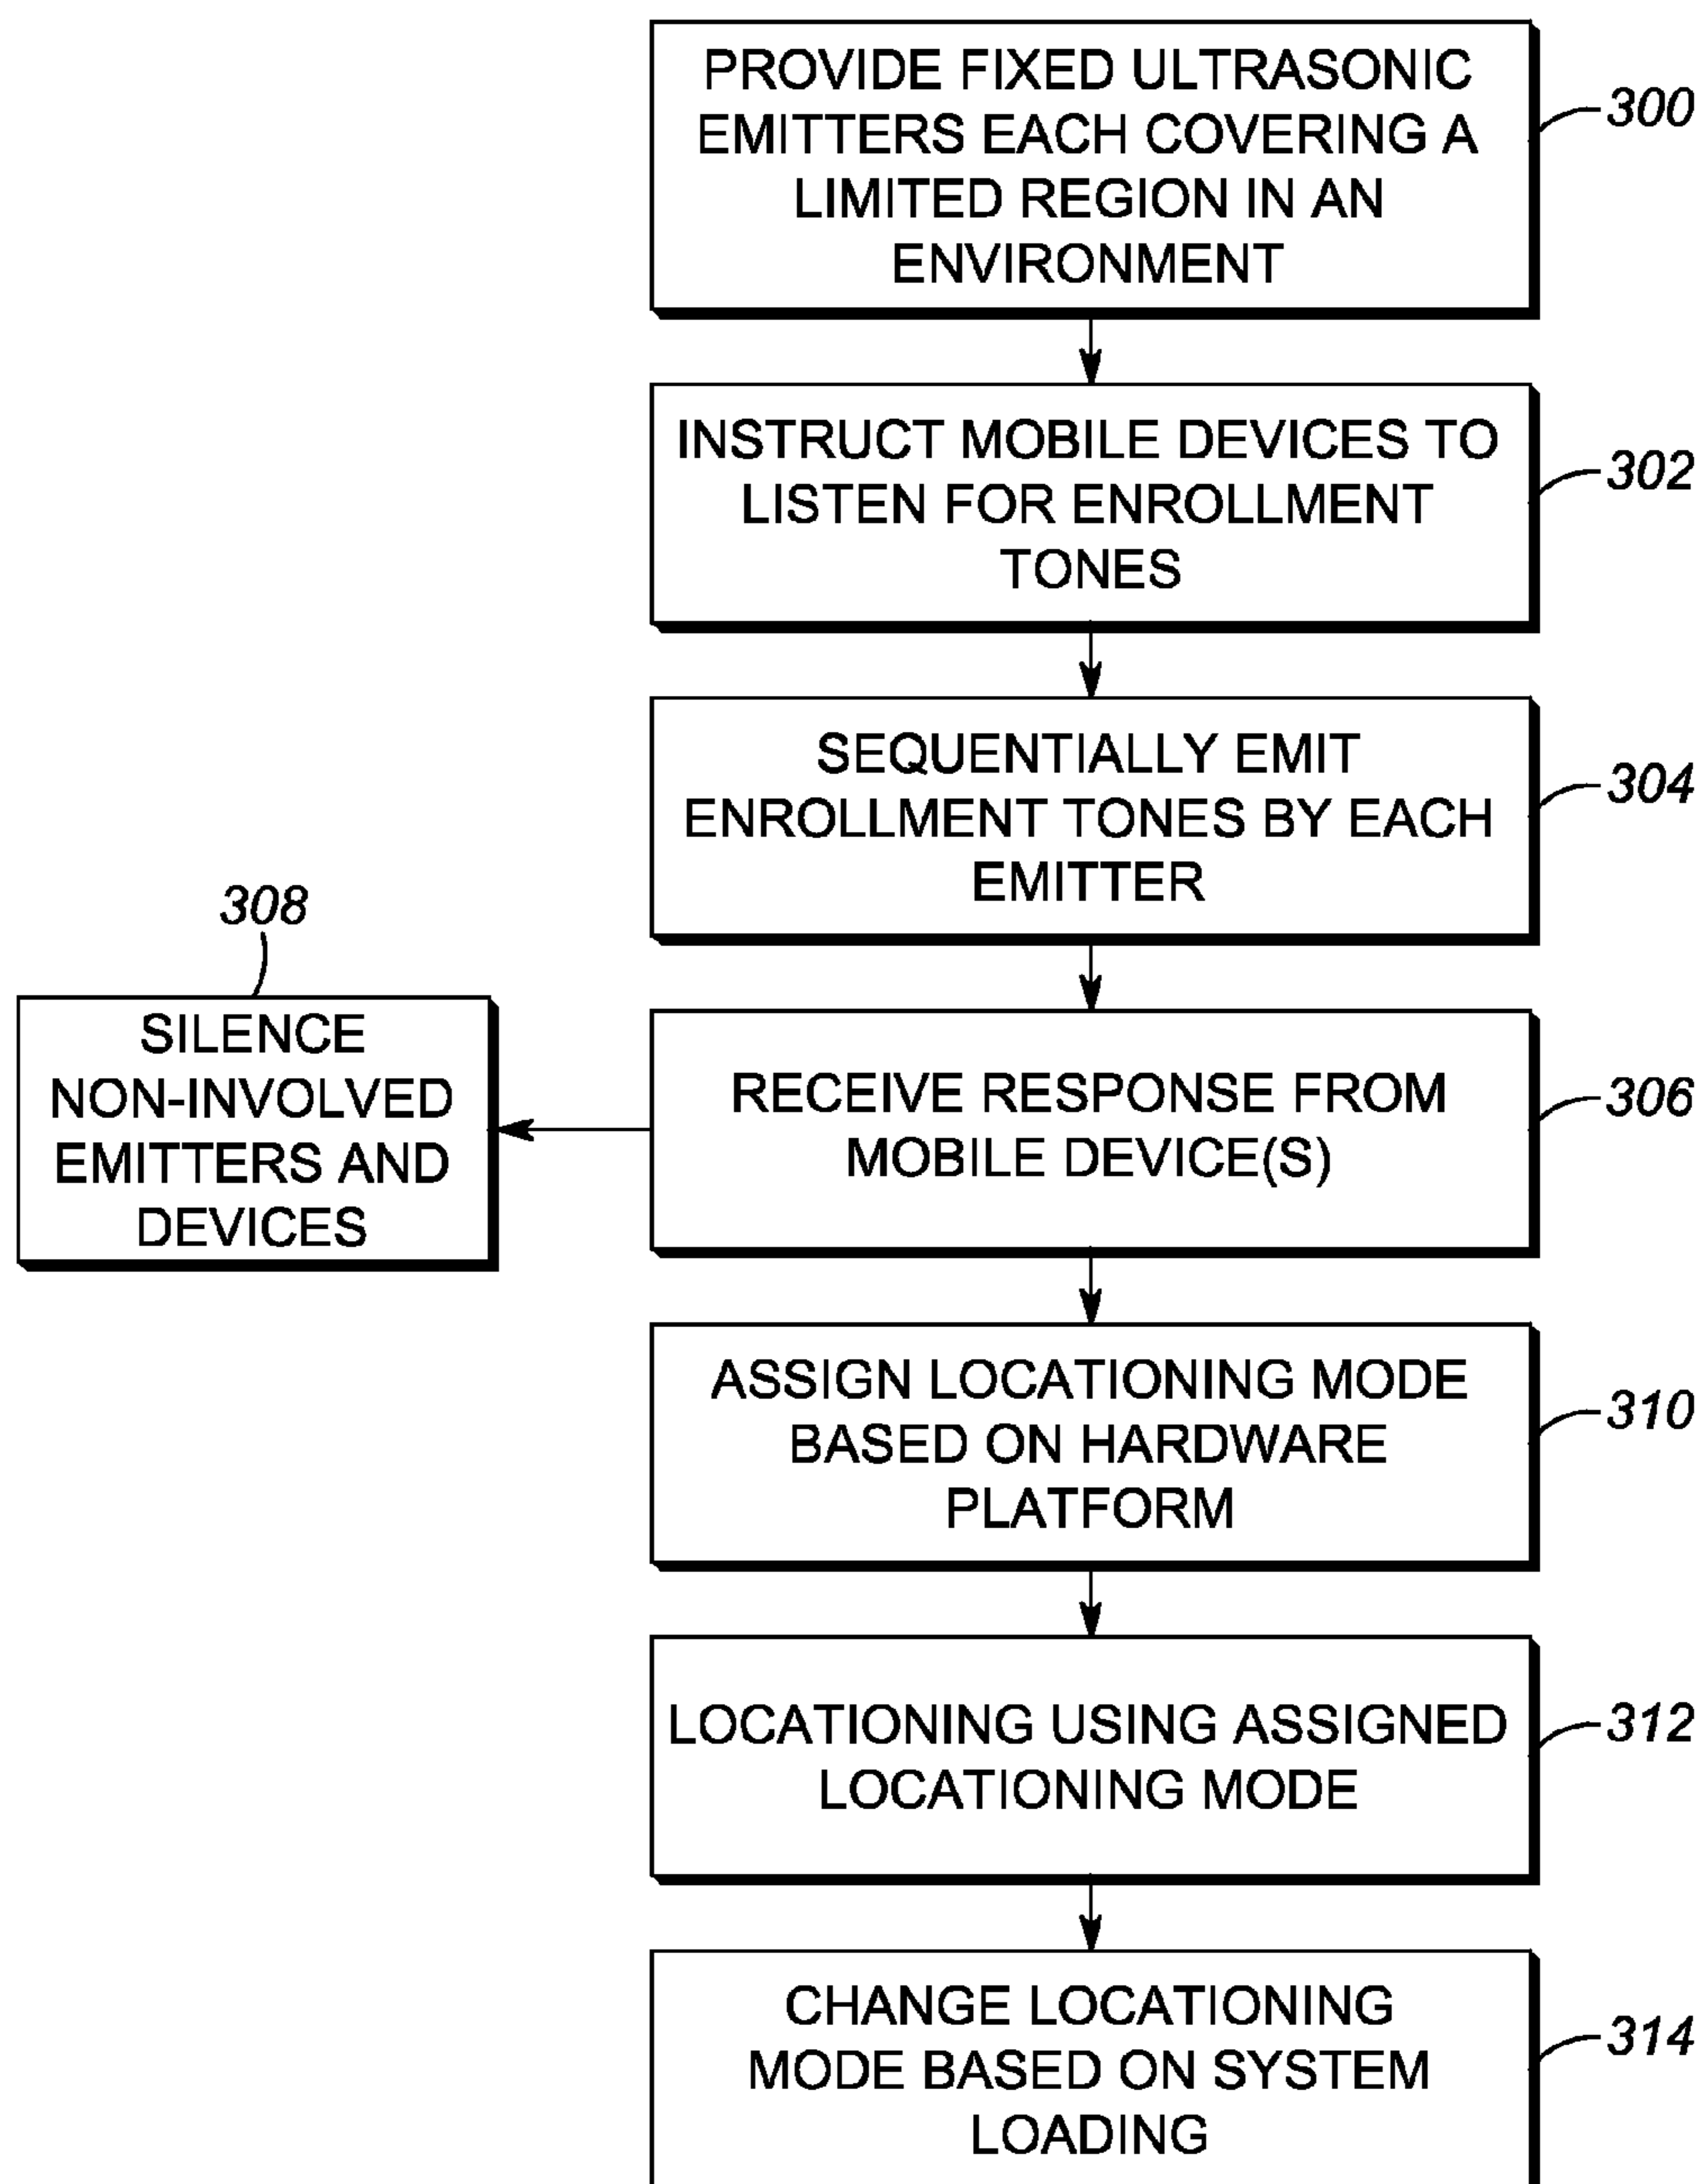 PROVIDE FIXED ULTRASONIC
EMITTERS EACH COVERING A
LIMITED REGION IN AN
ENVIRONMENT
300
INSTRUCT MOBILE DEVICES TO
LISTEN FOR ENROLLMENT
TONES
302
SEQUENTIALLY EMIT
ENROLLMENT TONES BY EACH
EMITTER
304
308
SILENCE
NON-INVOLVED
EMITTERS AND
DEVICES
RECEIVE RESPONSE FROM
MOBILE DEVICE(S)
306
ASSIGN LOCATIONING MODE
BASED ON HARDWARE
PLATFORM
310
LOCATIONING USING ASSIGNED
LOCATIONING MODE
312
CHANGE LOCATIONING
MODE BASED ON SYSTEM
LOADING
314